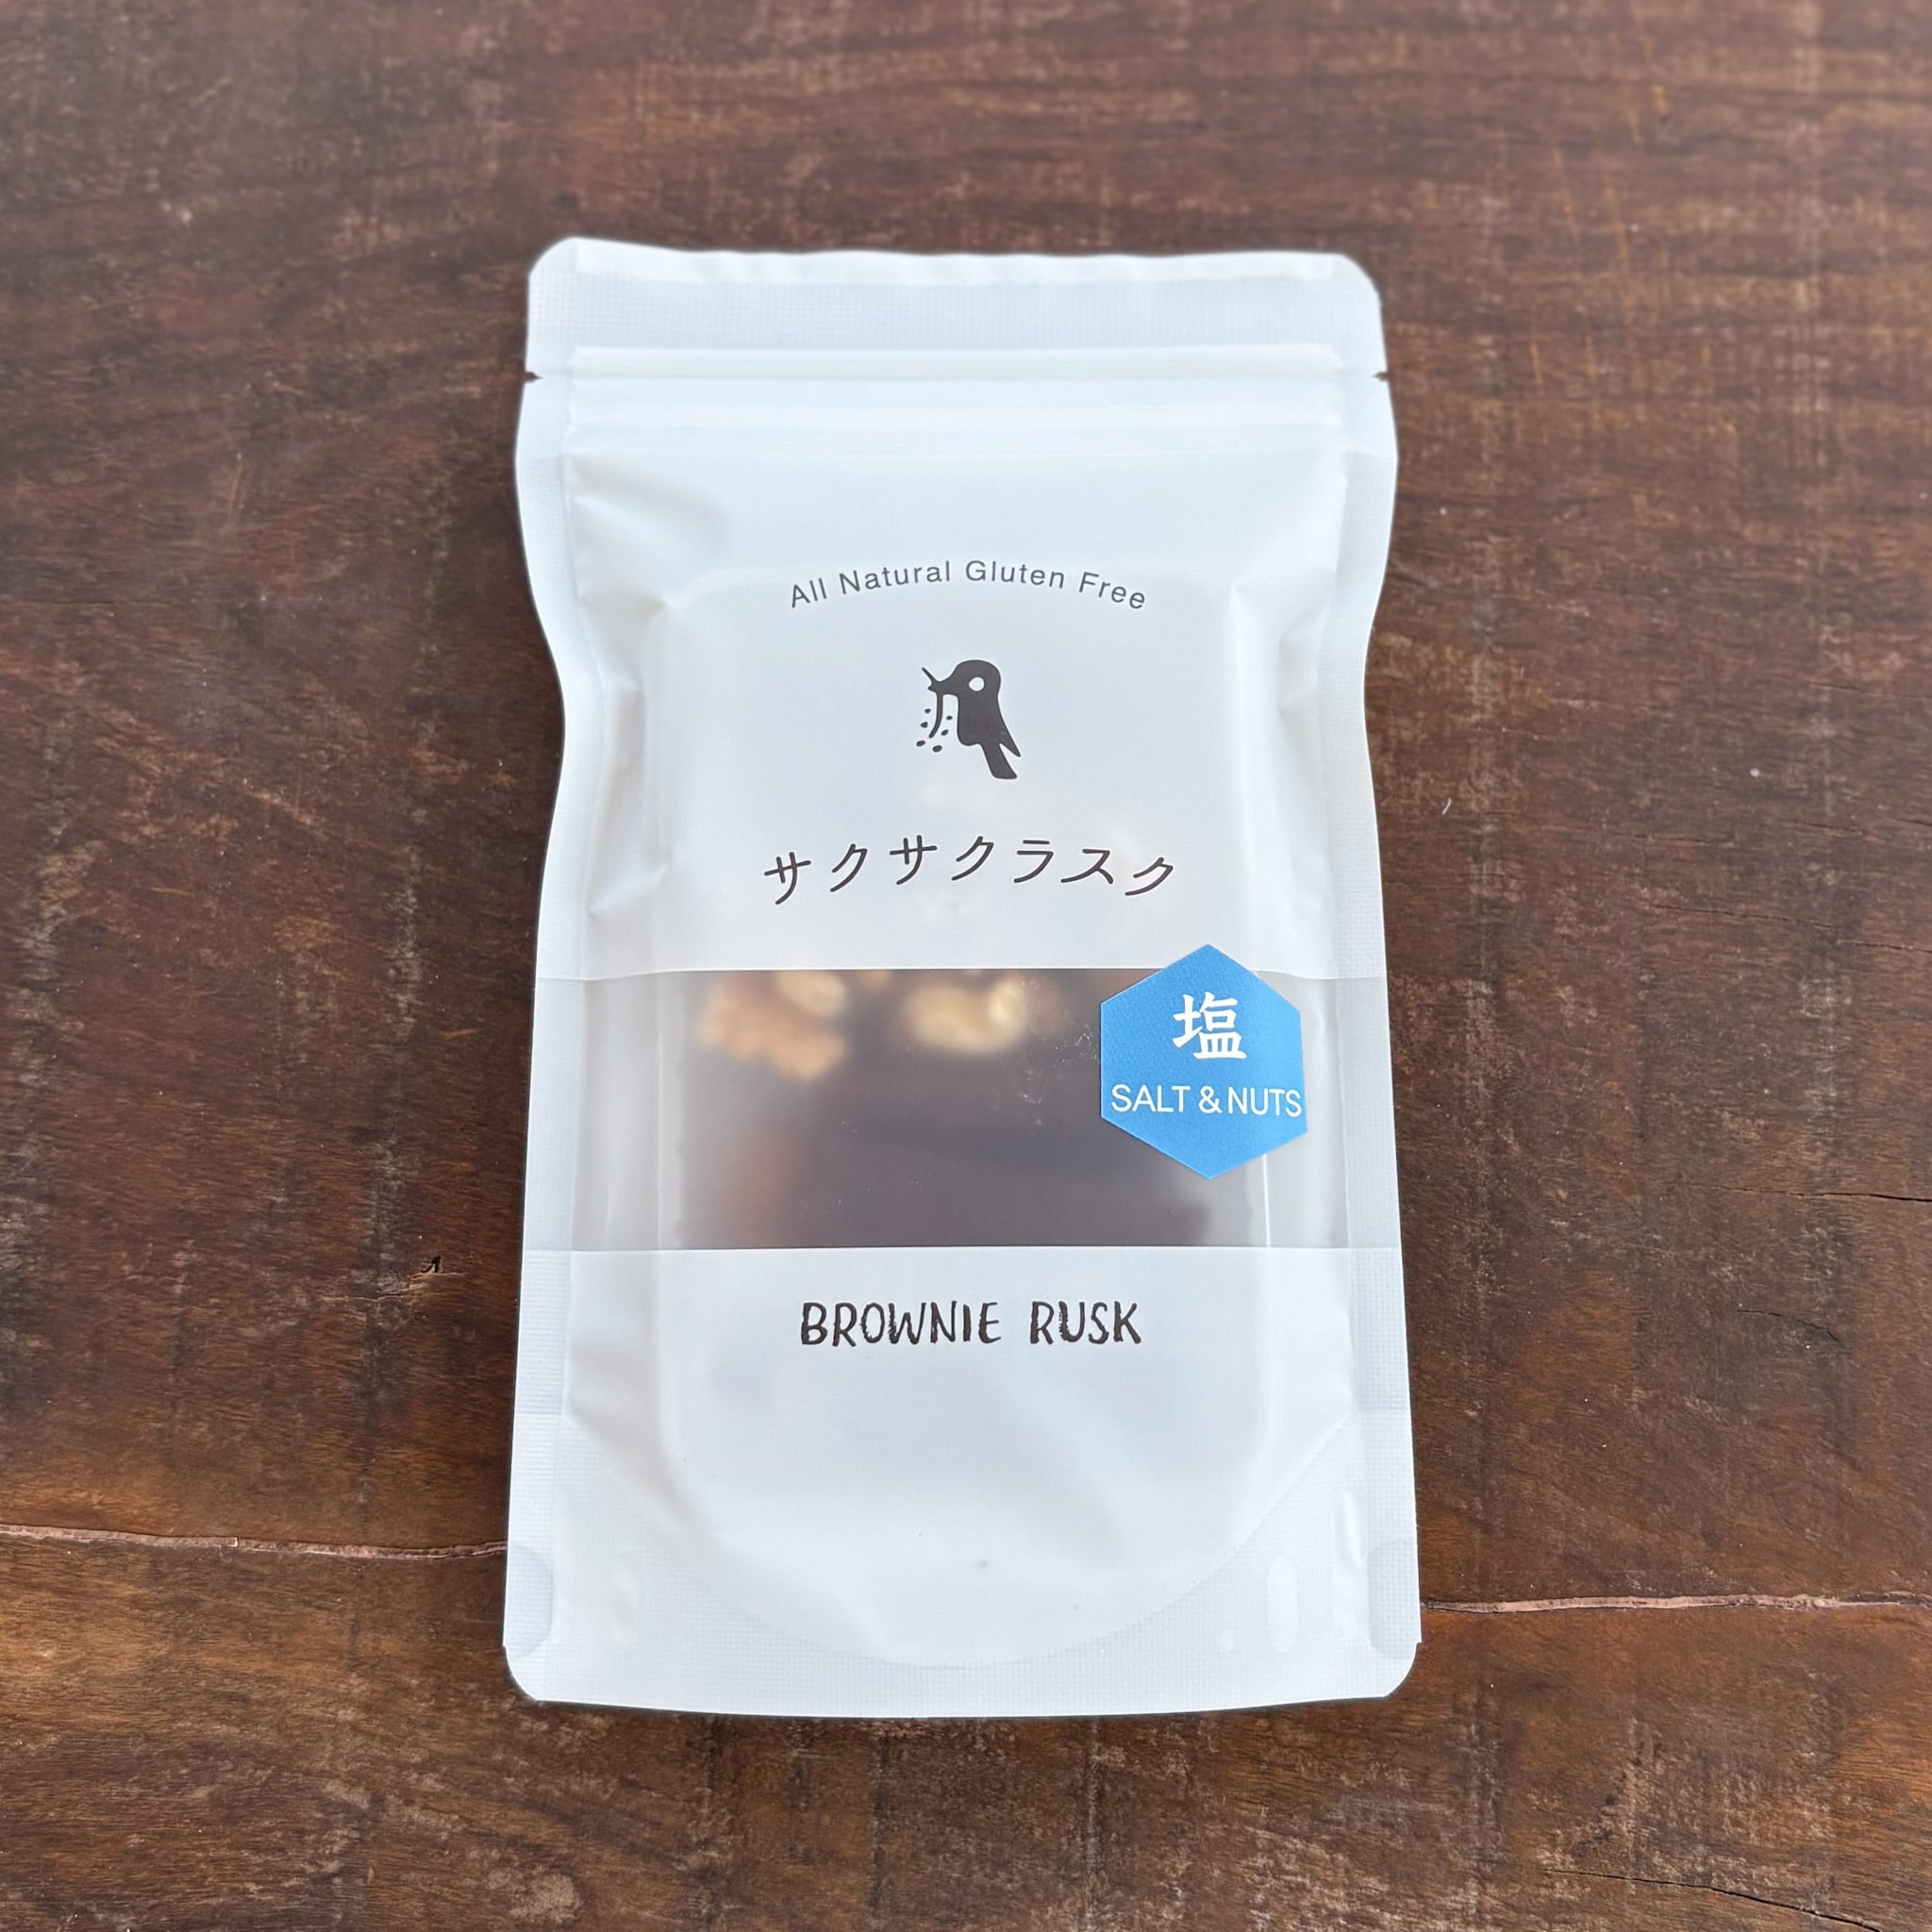 All Natural Gluten Free
サクサクラスク
塩
SALT & NUTS
BROWNIE RUSK